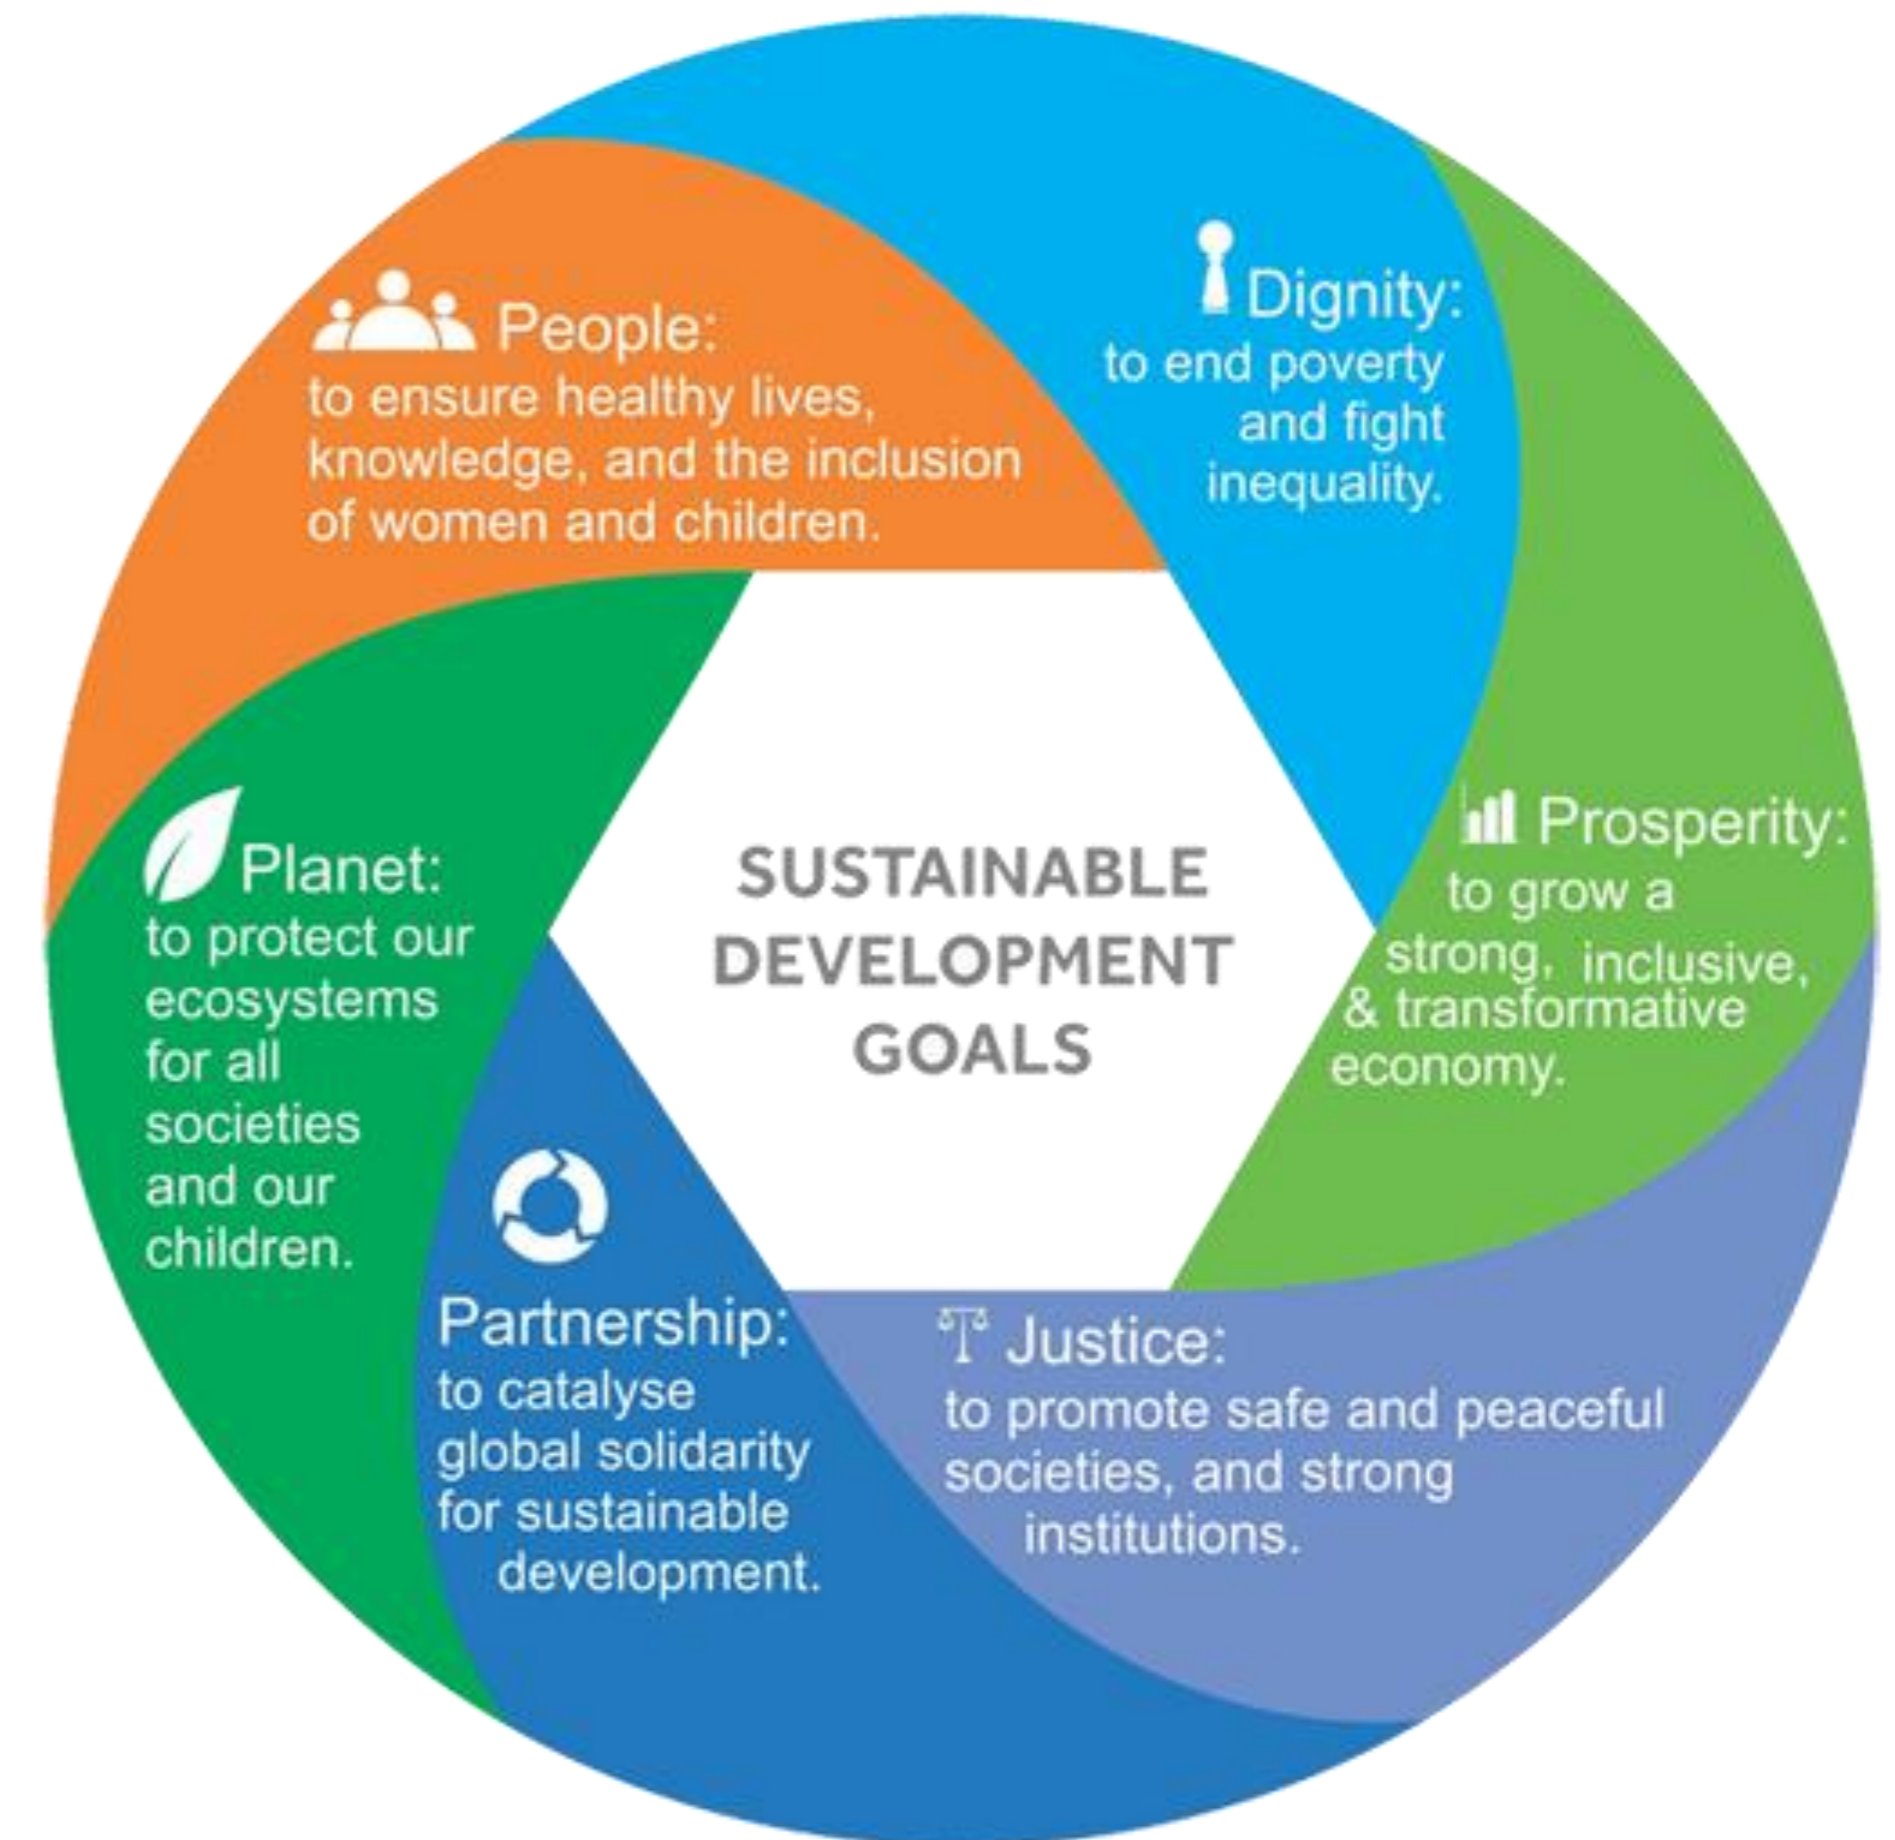 Dignity:
to end poverty
and fight
inequality.
People:
to ensure healthy lives,
knowledge, and the inclusion
of women and children.
Prosperity:
to grow a
strong, inclusive,
& transformative
economy.
Planet:
to protect our
ecosystems
for all
societies
and our
children.
SUSTAINABLE
DEVELOPMENT
GOALS
Partnership:
to catalyse
global solidarity
for sustainable
development.
Justice:
to promote safe and peaceful
societies, and strong
institutions.